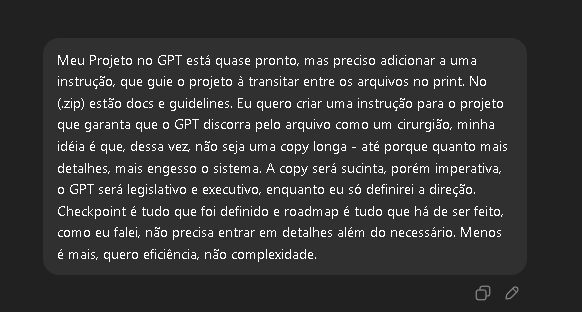 Meu Projeto no GPT está quase pronto, mas preciso adicionar a uma
instrução, que guie o projeto à transitar entre os arquivos no print. No
(.zip) estão docs e guidelines. Eu quero criar uma instrução para o projeto
que garanta que o GPT discorra pelo arquivo como um cirurgião, minha
idéia é que, dessa vez, não seja uma copy longa - até porque quanto mais
detalhes, mais engesso o sistema. A copy será sucinta, porém imperativa,
o GPT será legislativo e executivo, enquanto eu só definirei a direção.
Checkpoint é tudo que foi definido e roadmap é tudo que há de ser feito,
como eu falei, não precisa entrar em detalhes além do necessário. Menos
é mais, quero eficiência, não complexidade.